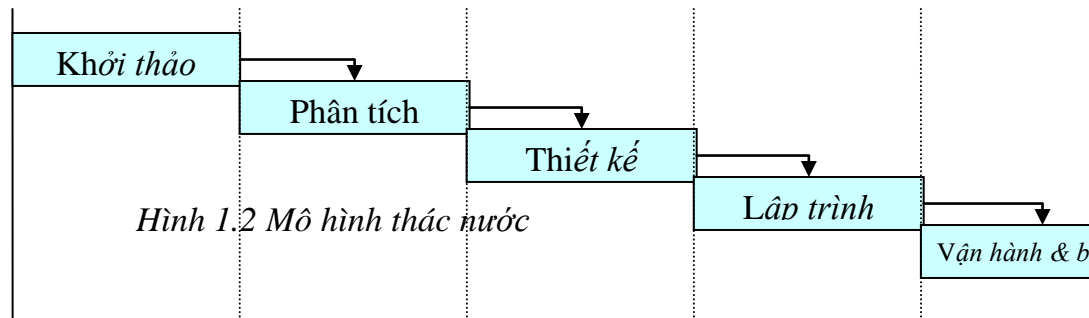 Khởi thảo
Phân tích
Thiết kế
Lập trình
Hình 1.2 Mô hình thác nước
Vận hành & b